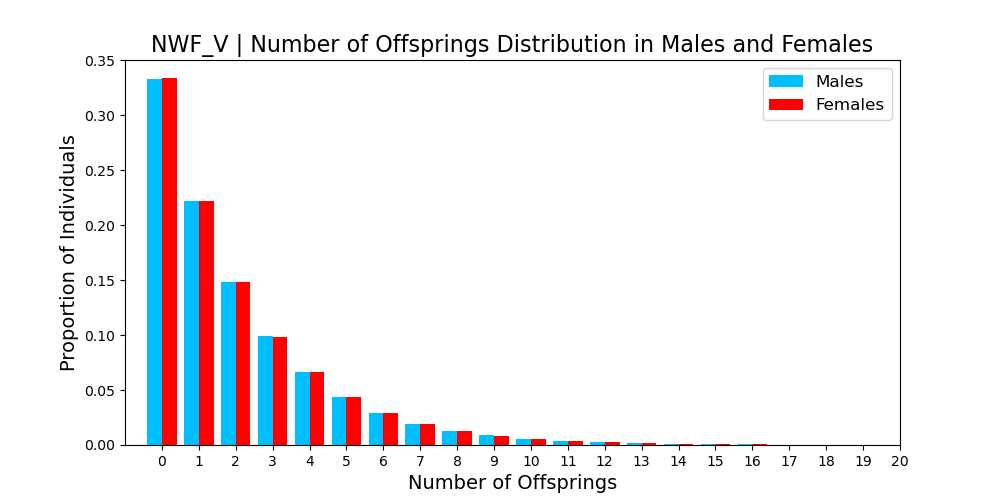 NWF_V | Number of Offsprings Distribution in Males and Females
0.35
0.30
0.25
0.20
0.15
0.10
0.05
0.00
Proportion of Individuals
Males
Females
0 1 2 3 4 5 6 7 8 9 10 11 12 13 14 15 16 17 18 19 20
Number of Offsprings